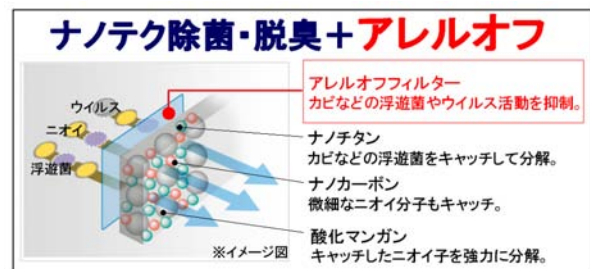 ナノテク除菌・脱臭＋アレルオフ
アレルオフフィルター
カビなどの浮遊菌やウイルス活動を抑制。
ウイルス
ニオイ
浮遊菌
ナノチタン
カビなどの浮遊菌をキャッチして分解。
ナノカーボン
微細なニオイ分子もキャッチ。
酸化マンガン
キャッチしたニオイ子を強力に分解。
※イメージ図